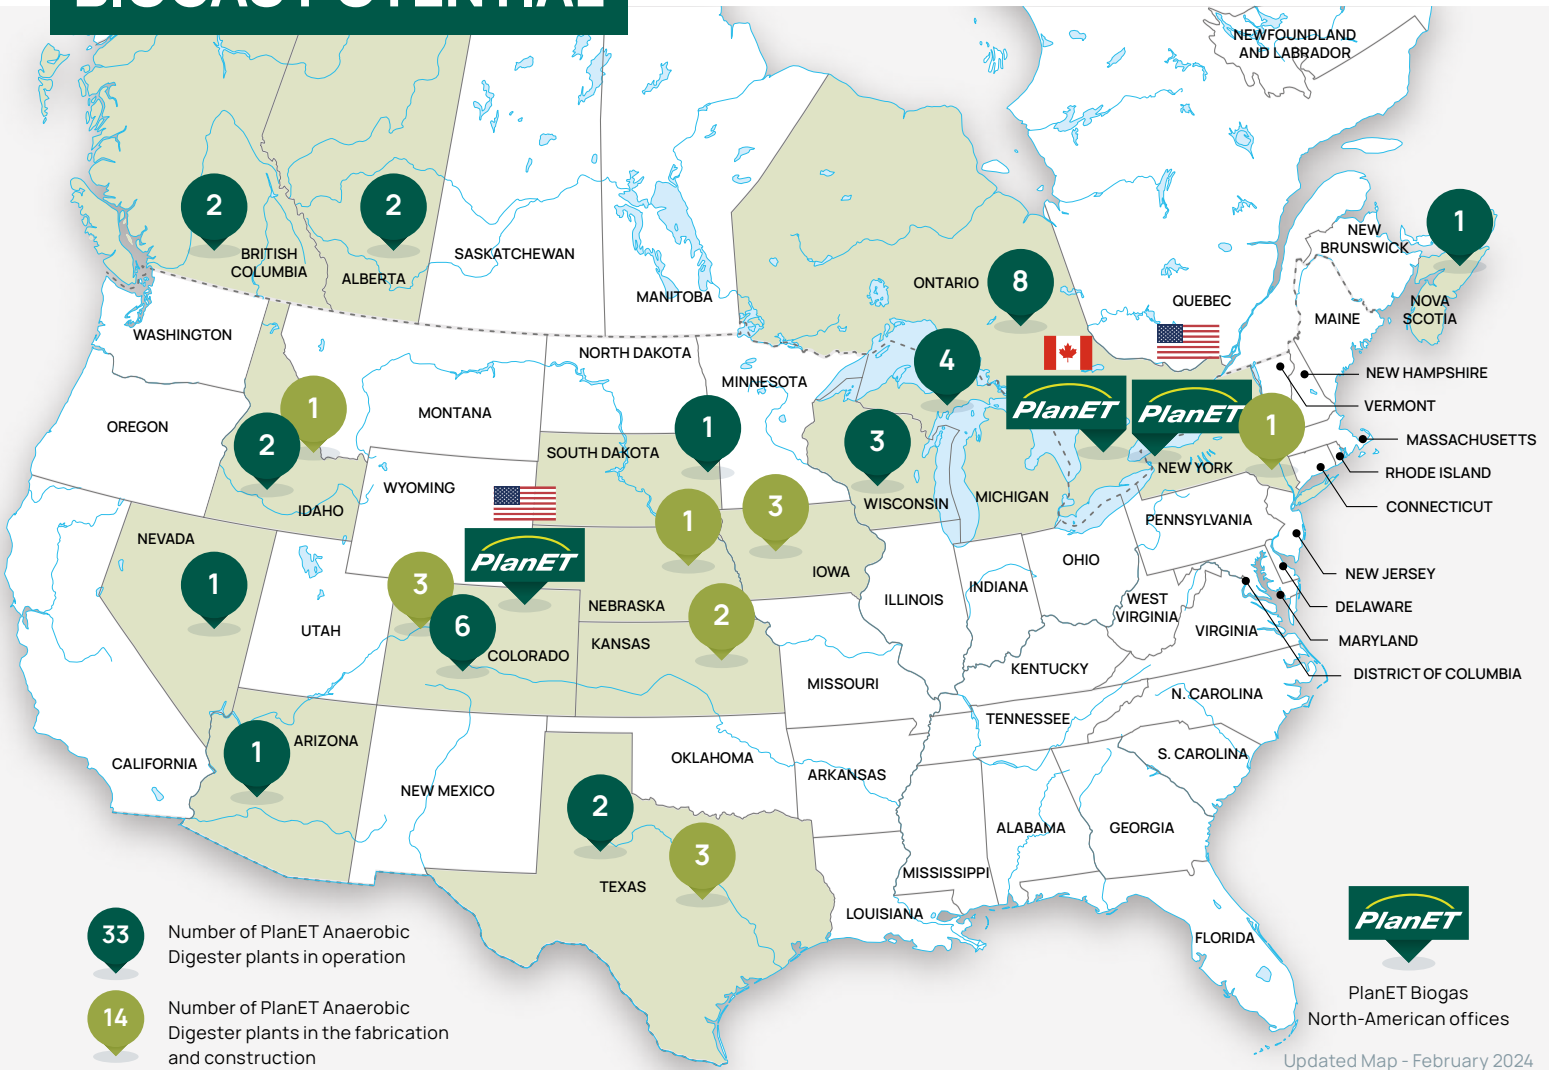 NEWFOUNDLAND
AND LABRADOR
2
2
1
BRITISH
COLUMBIA
ALBERTA
SASKATCHEWAN
MANITOBA
ONTARIO
8
QUEBEC
NEW
BRUNSWICK
NOVA
SCOTIA
MAINE
WASHINGTON
NORTH DAKOTA
MINNESOTA
4
MONTANA
OREGON
1
2
1
3
PlanET
PlanET
1
NEW HAMPSHIRE
VERMONT
MASSACHUSETTS
RHODE ISLAND
CONNECTICUT
SOUTH DAKOTA
WYOMING
IDAHO
WISCONSIN
MICHIGAN
NEW YORK
PENNSYLVANIA
NEVADA
1
3
PlanET
1
3
IOWA
NEBRASKA
2
KANSAS
ILLINOIS
INDIANA
OHIO
WEST
VIRGINIA
VIRGINIA
NEW JERSEY
DELAWARE
MARYLAND
DISTRICT OF COLUMBIA
UTAH
6
COLORADO
MISSOURI
KENTUCKY
N. CAROLINA
TENNESSEE
S. CAROLINA
CALIFORNIA
1
ARIZONA
NEW MEXICO
OKLAHOMA
ARKANSAS
2
3
TEXAS
ALABAMA
GEORGIA
MISSISSIPPI
LOUISIANA
FLORIDA
33
Number of PlanET Anaerobic
Digester plants in operation
14
Number of PlanET Anaerobic
Digester plants in the fabrication
and construction
PlanET
PlanET Biogas
North-American offices
Updated Map - February 2024